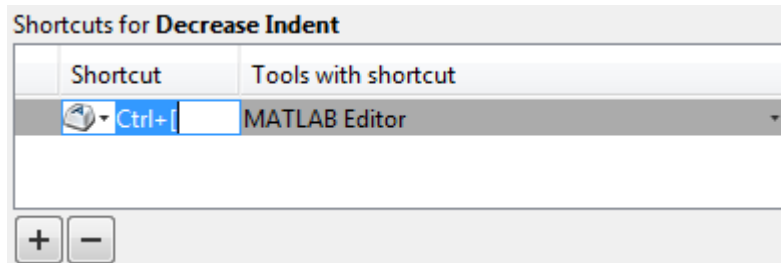 Shortcuts for Decrease Indent
Shortcut Tools with shortcut
Ctrl+[ MATLAB Editor
+ −